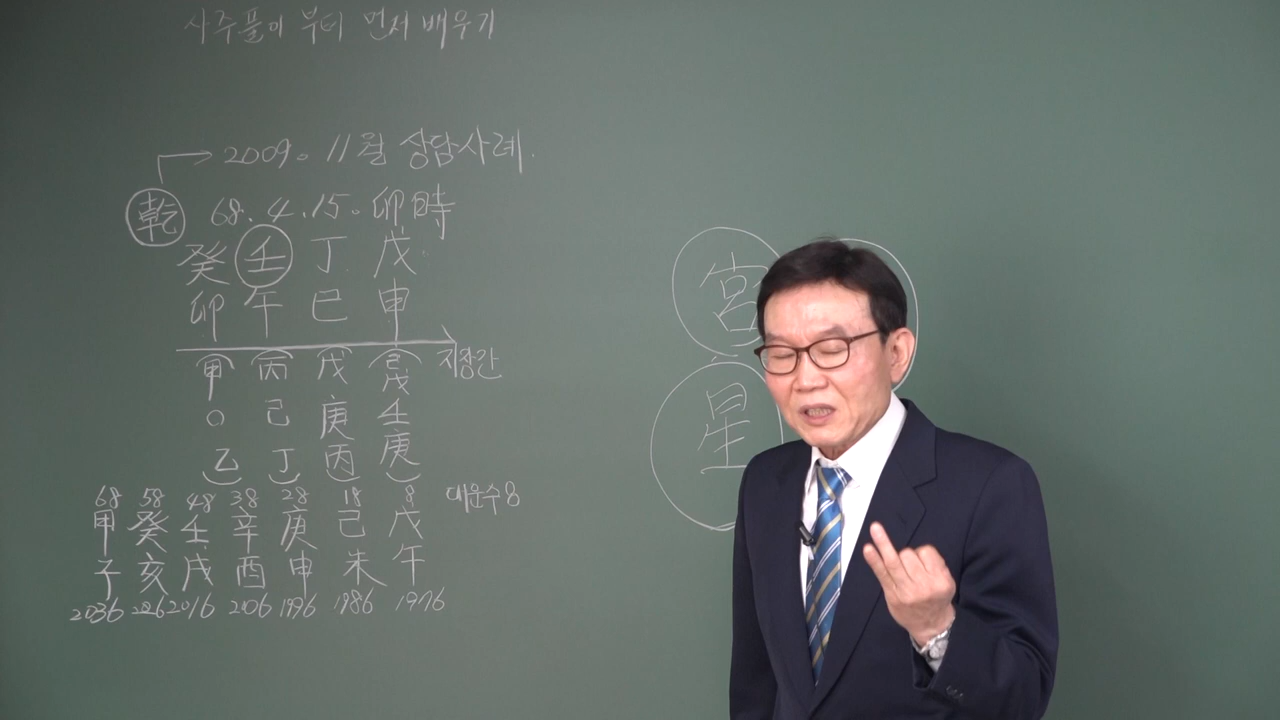 사주풀이 부터 먼저 배우기
2009. 11월 상담사례.
乾 68. 4. 15. 卯時
癸 壬 丁 戊
卯 午 巳 申
甲 丙 戊 己戊 지장간
○ 己 庚 壬
乙 丁 丙 庚
68 58 48 38 28 18 8 대운수 8
甲 癸 壬 辛 庚 己 戊
子 亥 戌 酉 申 未 午
2036 2026 2016 2006 1996 1986 1976
宮
星